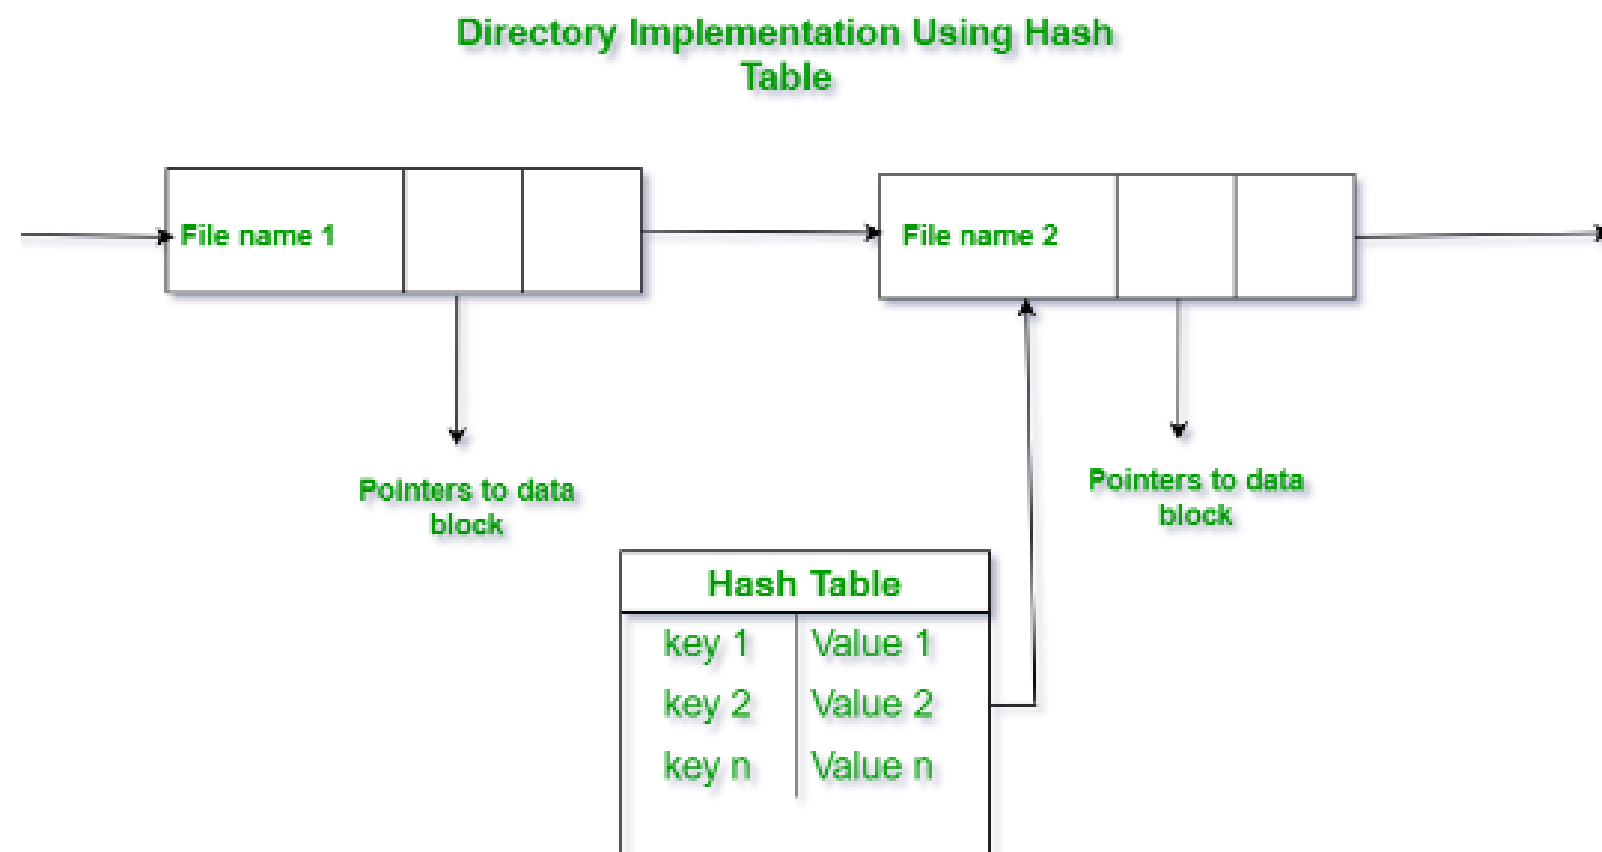 Directory Implementation Using Hash
Table
File name 1
File name 2
Pointers to data
block
Pointers to data
block
Hash Table
key 1 Value 1
key 2 Value 2
key n Value n